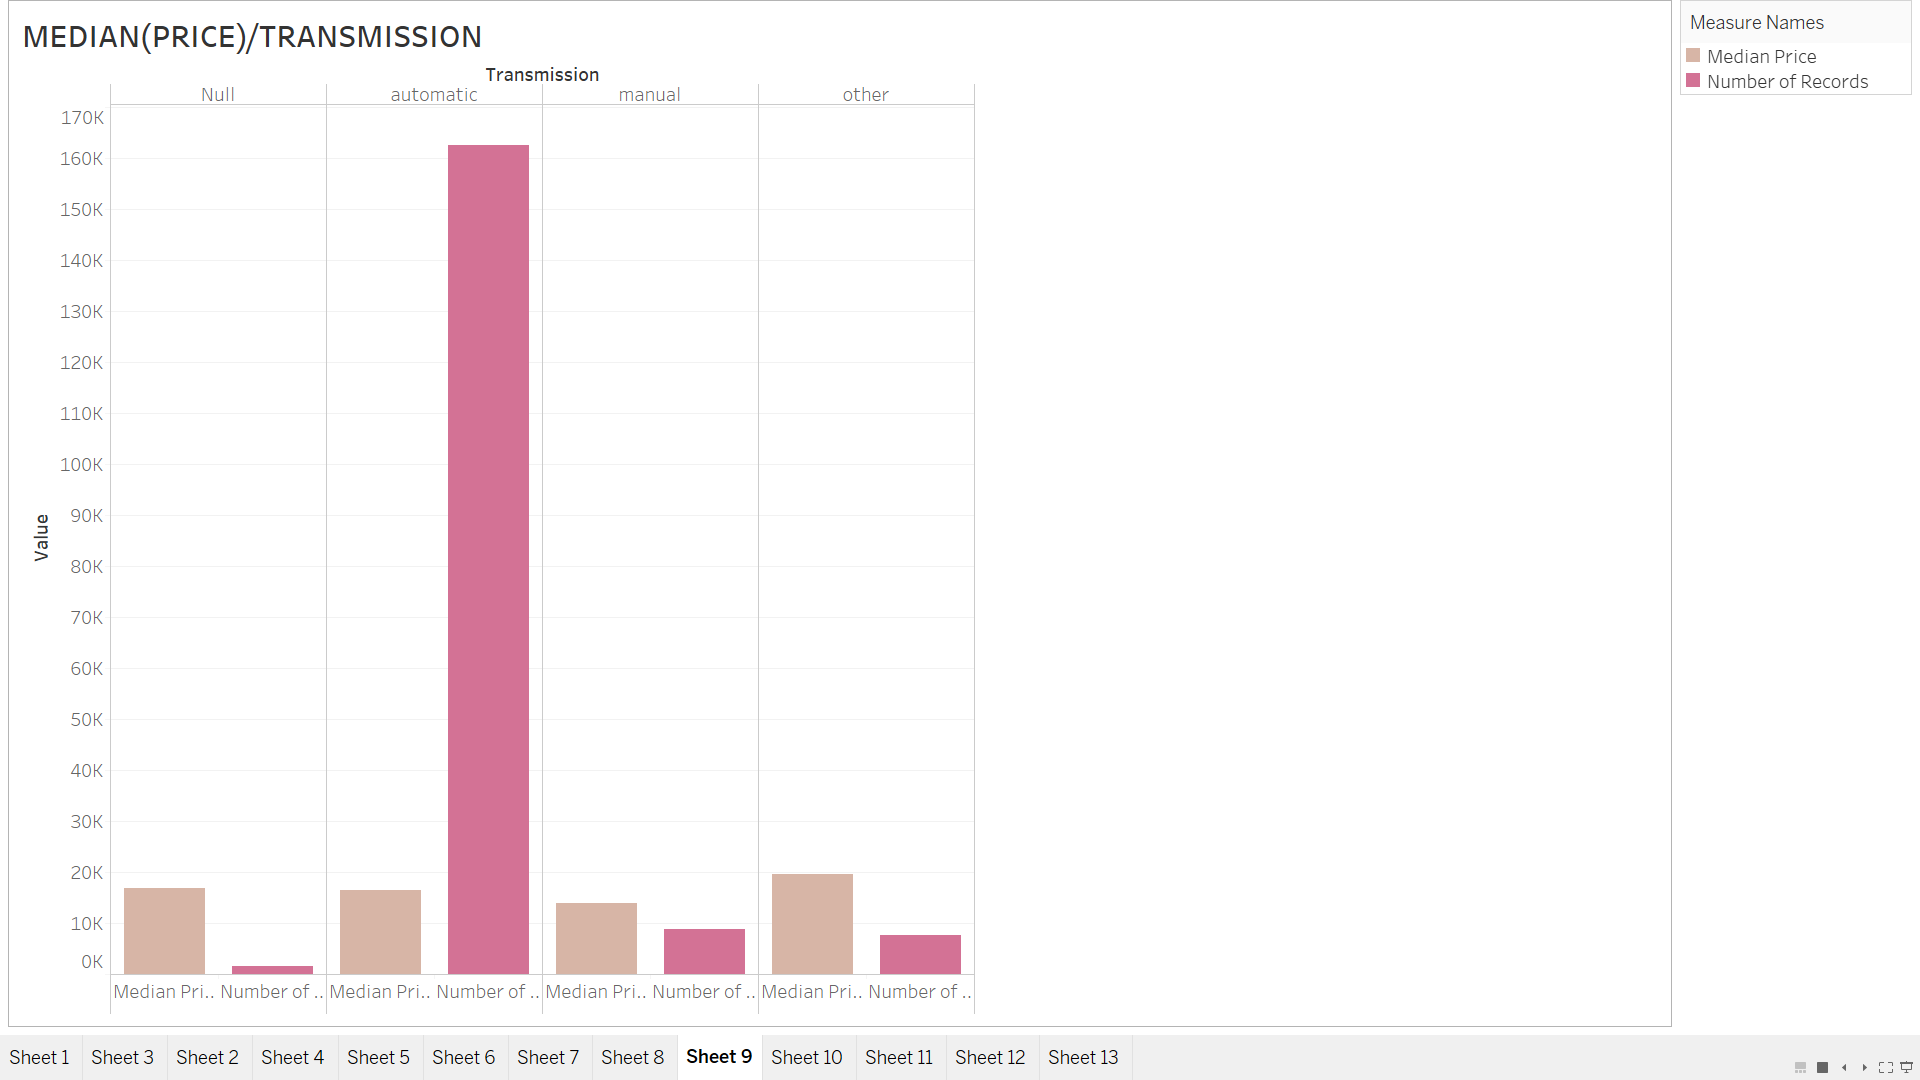 MEDIAN(PRICE)/TRANSMISSION
Transmission
Null automatic manual other
170K
160K
150K
140K
130K
120K
110K
100K
90K
80K
70K
60K
50K
40K
30K
20K
10K
0K
Value
Median Pri.. Number of .. Median Pri.. Number of .. Median Pri.. Number of .. Median Pri.. Number of ..
Measure Names
Median Price
Number of Records
Sheet 1 Sheet 3 Sheet 2 Sheet 4 Sheet 5 Sheet 6 Sheet 7 Sheet 8 Sheet 9 Sheet 10 Sheet 11 Sheet 12 Sheet 13